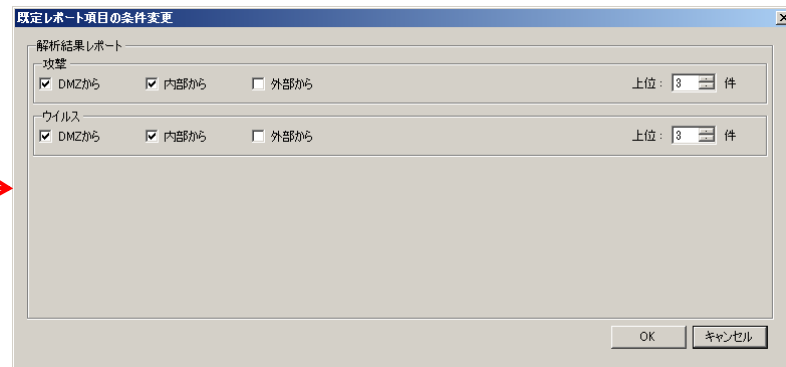 既定レポート項目の条件変更
解析結果レポート
攻撃
DMZから 内部から 外部から 上位: 3 件
ウイルス
DMZから 内部から 外部から 上位: 3 件
OK キャンセル